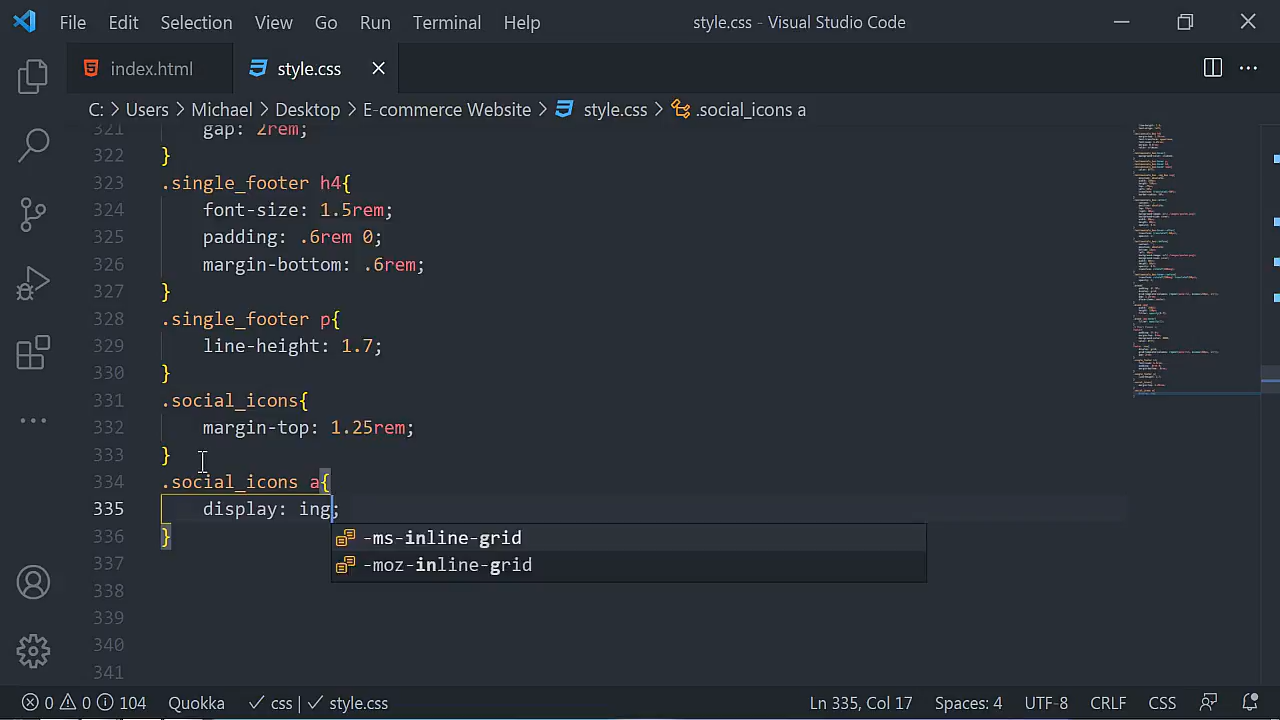 File Edit Selection View Go Run Terminal Help style.css - Visual Studio Code
index.html style.css
C: > Users > Michael > Desktop > E-commerce Website > style.css > .social_icons a
321 gap: 2rem;
322 }
323 .single_footer h4{
324 font-size: 1.5rem;
325 padding: .6rem 0;
326 margin-bottom: .6rem;
327 }
328 .single_footer p{
329 line-height: 1.7;
330 }
331 .social_icons{
332 margin-top: 1.25rem;
333 }
334 .social_icons a{
335 display: ing;
-ms-inline-grid
336 }
-moz-inline-grid
337
338
339
340
341
0 0 104 Quokka css | style.css Ln 335, Col 17 Spaces: 4 UTF-8 CRLF CSS